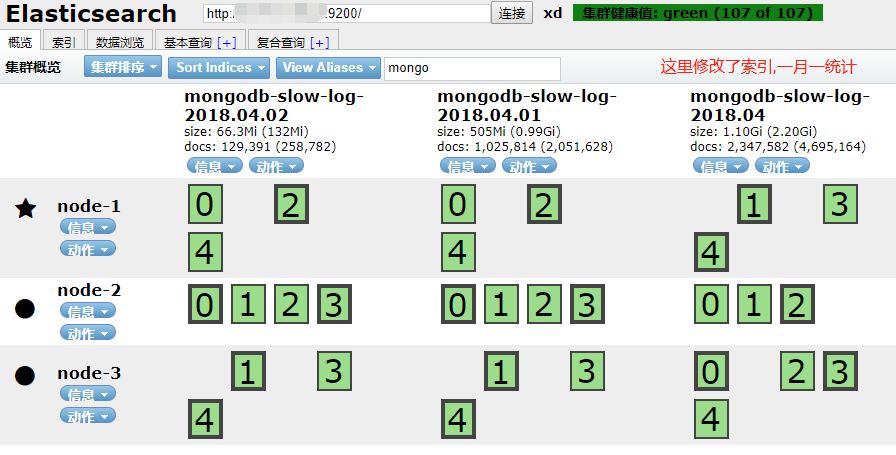 Elasticsearch http: 9200/ 连接 xd 集群健康值: green (107 of 107)
概览 索引 数据浏览 基本查询 [+] 复合查询 [+]
集群概览 集群排序 Sort Indices View Aliases mongo 这里修改了索引,一月一统计
mongodb-slow-log-2018.04.02
size: 66.3Mi (132Mi)
docs: 129,391 (258,782)
信息 动作
mongodb-slow-log-2018.04.01
size: 505Mi (0.99Gi)
docs: 1,025,814 (2,051,628)
信息 动作
mongodb-slow-log-2018.04
size: 1.10Gi (2.20Gi)
docs: 2,347,582 (4,695,164)
信息 动作
node-1
信息
动作
0 2 0 2 1 3
4 4 4
node-2
信息
动作
0 1 2 3 0 1 2 3 0 1 2
node-3
信息
动作
1 3 1 3 0 2 3
4 4 4